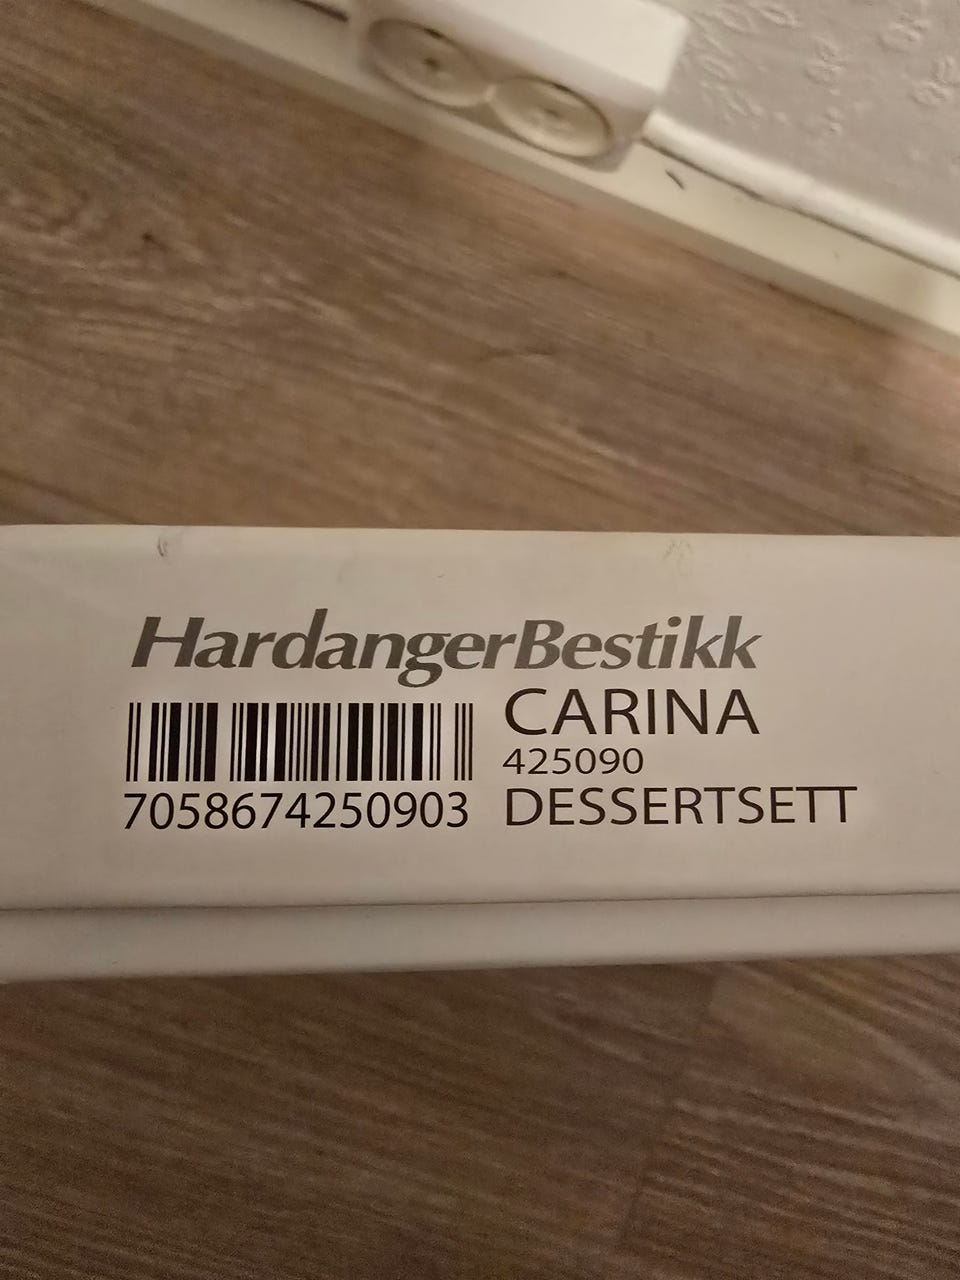 HardangerBestikk
CARINA
425090
7058674250903
DESSERTSETT